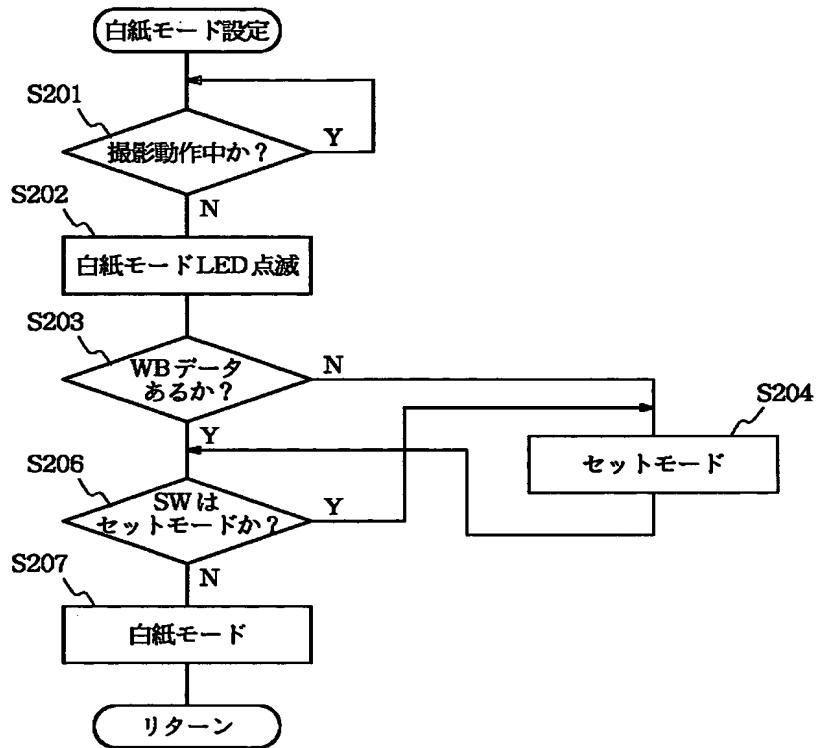 白紙モード設定
S201
撮影動作中か?
Y
N
S202
白紙モードLED点滅
S203
WBデータ
あるか?
N
Y
S204
セットモード
S206
SWは
セットモードか?
Y
N
S207
白紙モード
リターン